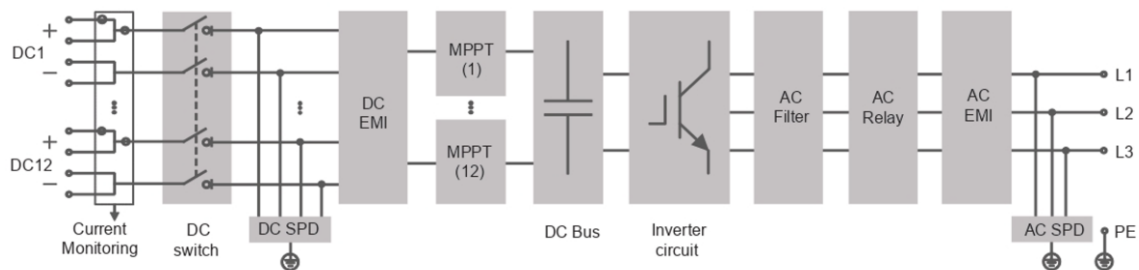 +
DC1
−
+
DC12
−
Current
Monitoring
DC
switch
DC SPD
DC
EMI
MPPT
(1)
MPPT
(12)
DC Bus
Inverter
circuit
AC
Filter
AC
Relay
AC
EMI
L1
L2
L3
AC SPD
PE